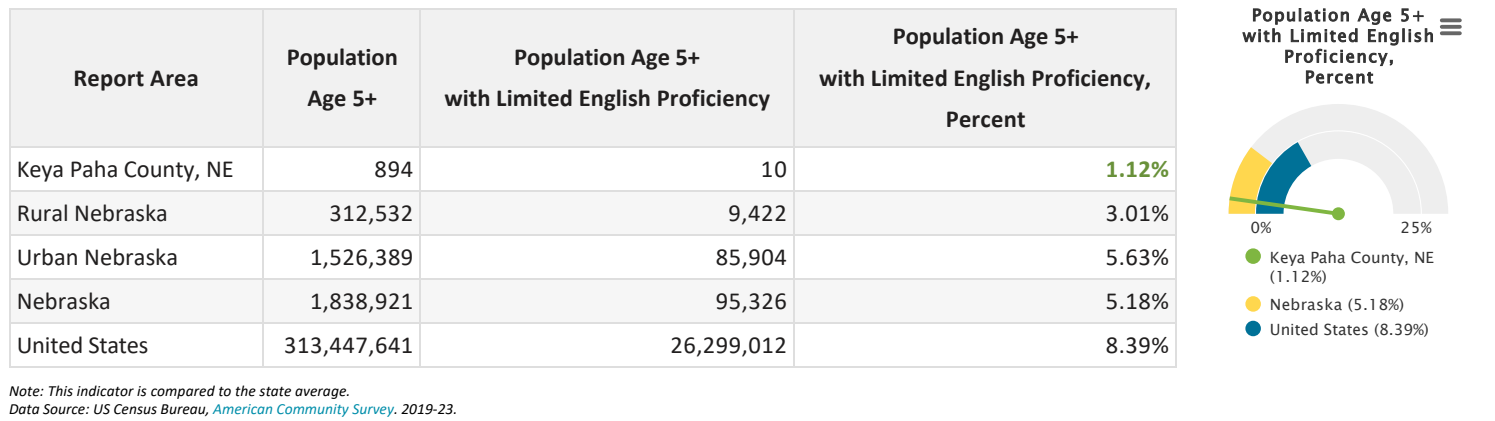 Report Area
Population
Age 5+
Population Age 5+
with Limited English Proficiency
Population Age 5+
with Limited English Proficiency,
Percent
Keya Paha County, NE 894 10 1.12%
Rural Nebraska 312,532 9,422 3.01%
Urban Nebraska 1,526,389 85,904 5.63%
Nebraska 1,838,921 95,326 5.18%
United States 313,447,641 26,299,012 8.39%
Note: This indicator is compared to the state average.
Data Source: US Census Bureau, American Community Survey. 2019-23.
Population Age 5+
with Limited English
Proficiency,
Percent
0% 25%
Keya Paha County, NE
(1.12%)
Nebraska (5.18%)
United States (8.39%)